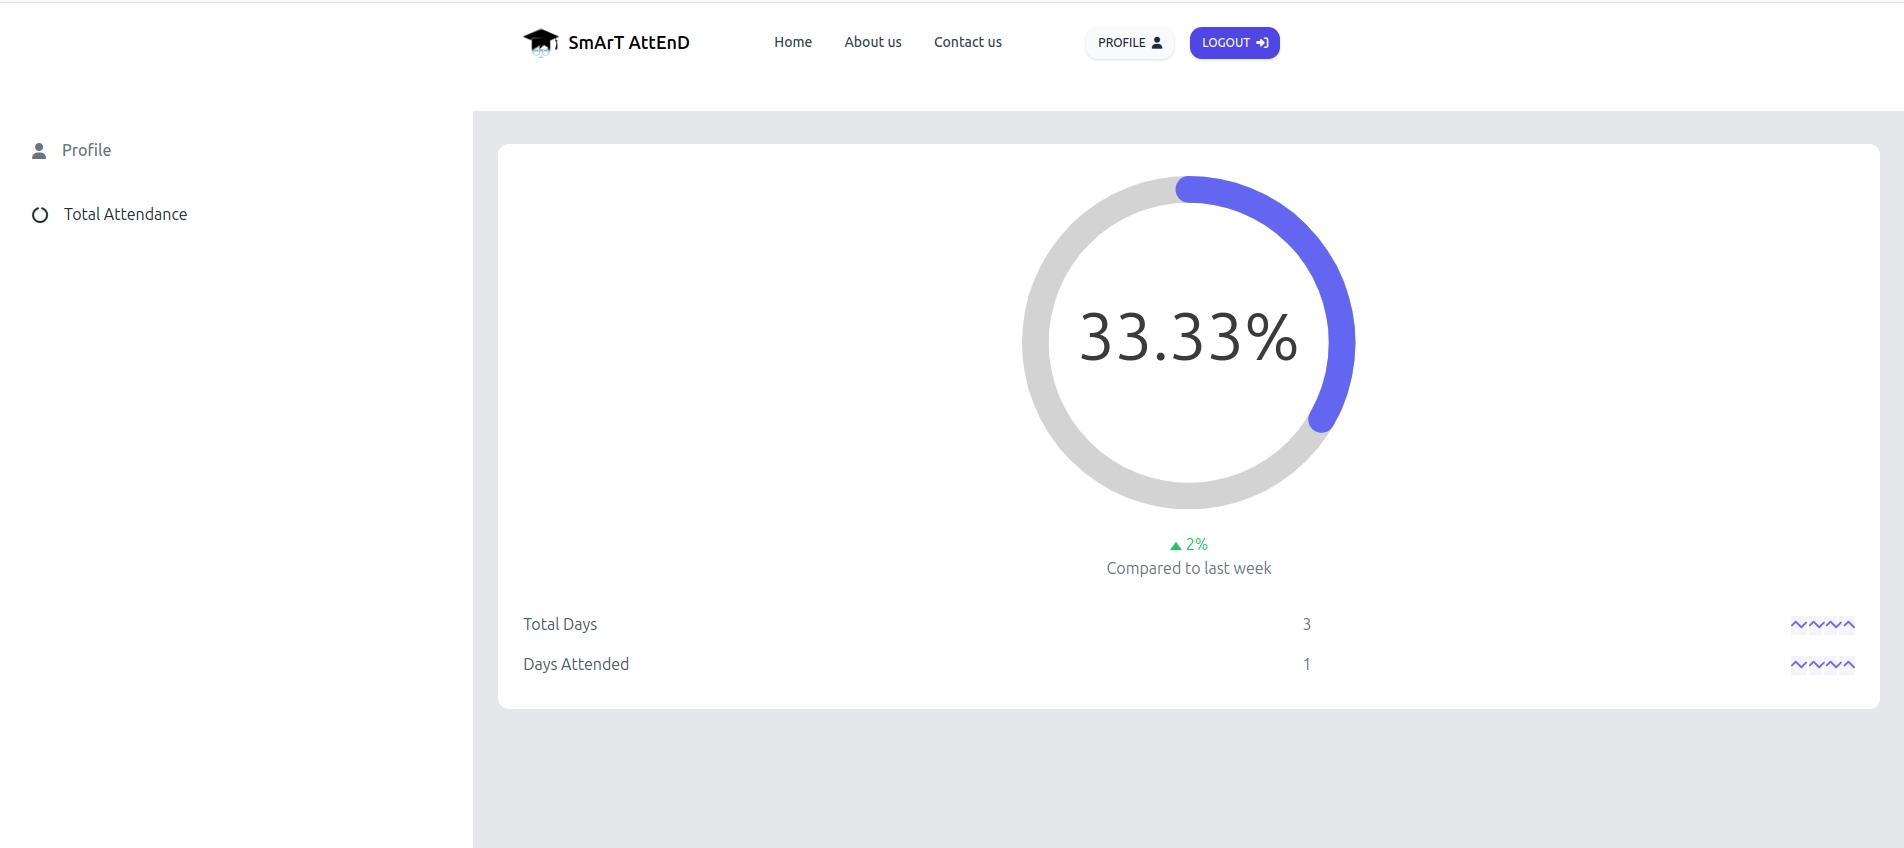 SmArT AttEnD
Home
About us
Contact us
PROFILE
LOGOUT
Profile
Total Attendance
33.33%
2%
Compared to last week
Total Days 3
Days Attended 1